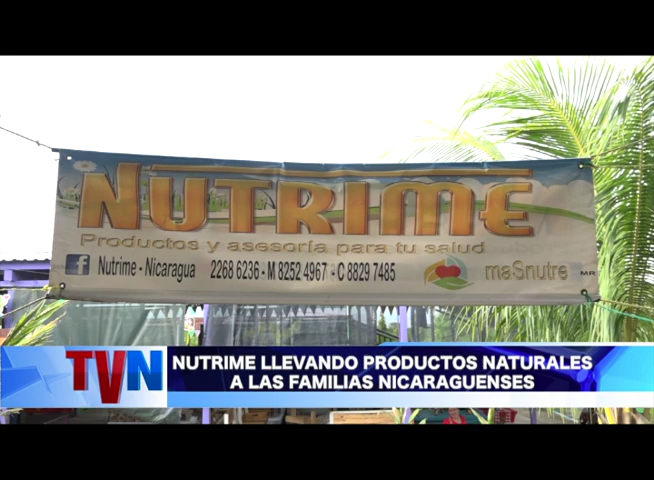 NUTRIME
Productos y asesoría para tu salud
f Nutrime - Nicaragua 2268 6236 - M 8252 4967 - C 8829 7485 maSnutre MR
TVN
NUTRIME LLEVANDO PRODUCTOS NATURALES
A LAS FAMILIAS NICARAGUENSES